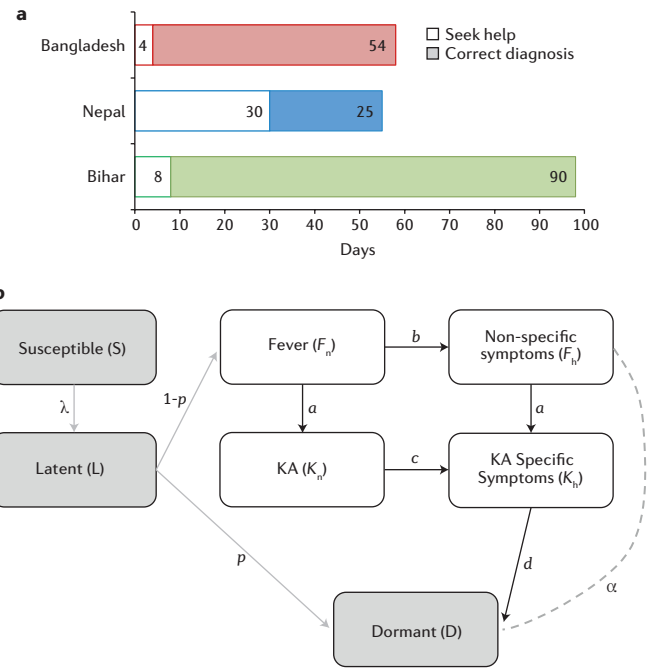 a
Bangladesh
4
54
Seek help
Correct diagnosis
Nepal
30
25
Bihar
8
90
0 10 20 30 40 50 60 70 80 90 100
Days
b
Susceptible (S)
Fever (Fn)
b
Non-specific
symptoms (Fh)
λ
1-p
a
a
Latent (L)
KA (Kn)
c
KA Specific
Symptoms (Kh)
p
d
α
Dormant (D)